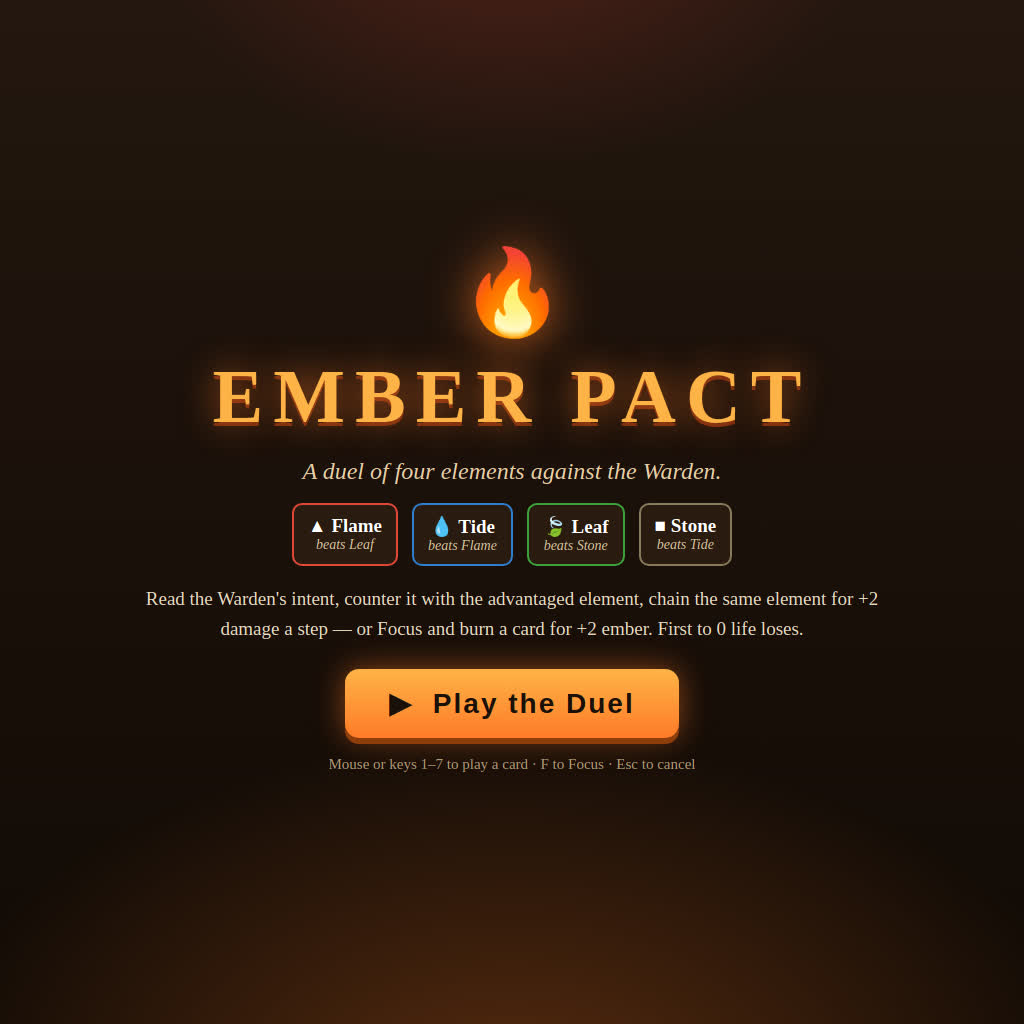 EMBER PACT
A duel of four elements against the Warden.
▲ Flame
beats Leaf
💧 Tide
beats Flame
🍃 Leaf
beats Stone
■ Stone
beats Tide
Read the Warden's intent, counter it with the advantaged element, chain the same element for +2
damage a step — or Focus and burn a card for +2 ember. First to 0 life loses.
▶ Play the Duel
Mouse or keys 1–7 to play a card · F to Focus · Esc to cancel